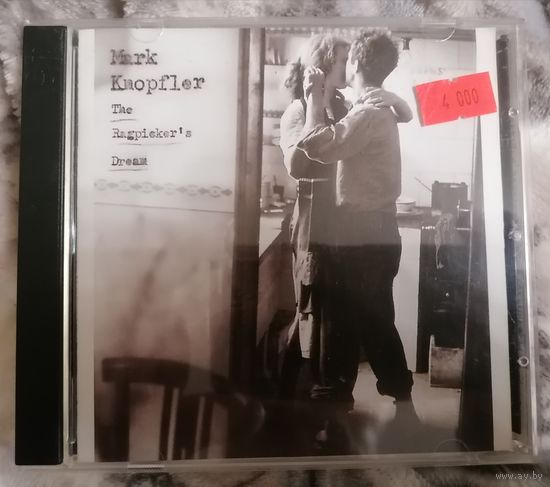 Mark
Knopfler
The
Ragpicker's
Dream
4 000
www.ay.by